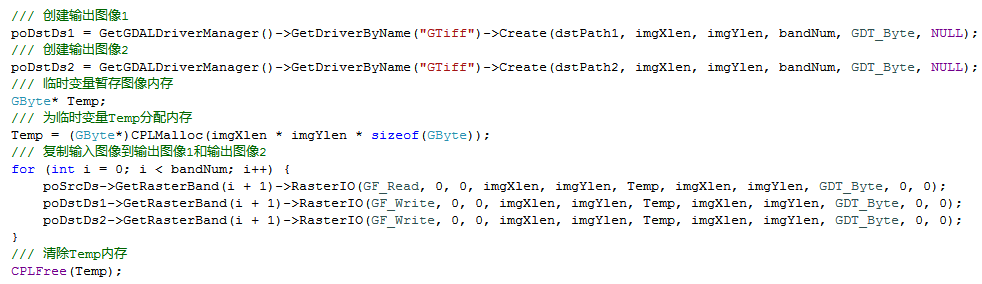 /// 创建输出图像1
poDstDs1 = GetGDALDriverManager()->GetDriverByName("GTiff")->Create(dstPath1, imgXlen, imgYlen, bandNum, GDT_Byte, NULL);
/// 创建输出图像2
poDstDs2 = GetGDALDriverManager()->GetDriverByName("GTiff")->Create(dstPath2, imgXlen, imgYlen, bandNum, GDT_Byte, NULL);
/// 临时变量暂存图像内存
GByte* Temp;
/// 为临时变量Temp分配内存
Temp = (GByte*)CPLMalloc(imgXlen * imgYlen * sizeof(GByte));
/// 复制输入图像到输出图像1和输出图像2
for (int i = 0; i < bandNum; i++) {
    poSrcDs->GetRasterBand(i + 1)->RasterIO(GF_Read, 0, 0, imgXlen, imgYlen, Temp, imgXlen, imgYlen, GDT_Byte, 0, 0);
    poDstDs1->GetRasterBand(i + 1)->RasterIO(GF_Write, 0, 0, imgXlen, imgYlen, Temp, imgXlen, imgYlen, GDT_Byte, 0, 0);
    poDstDs2->GetRasterBand(i + 1)->RasterIO(GF_Write, 0, 0, imgXlen, imgYlen, Temp, imgXlen, imgYlen, GDT_Byte, 0, 0);
}
/// 清除Temp内存
CPLFree(Temp);